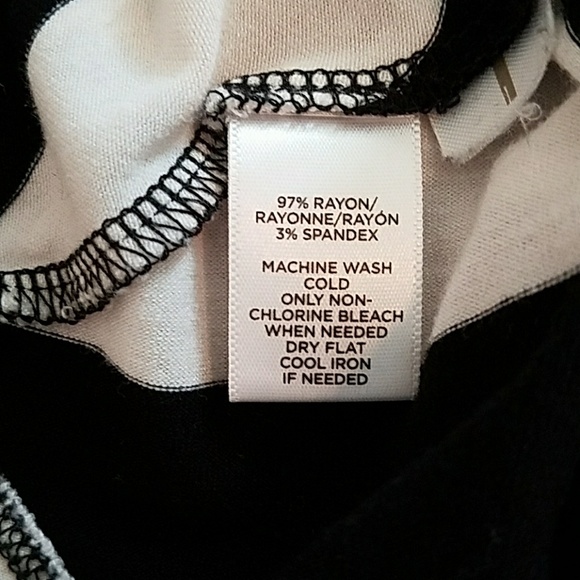 97% RAYON/
RAYONNE/RAYÓN
3% SPANDEX
MACHINE WASH
COLD
ONLY NON-
CHLORINE BLEACH
WHEN NEEDED
DRY FLAT
COOL IRON
IF NEEDED